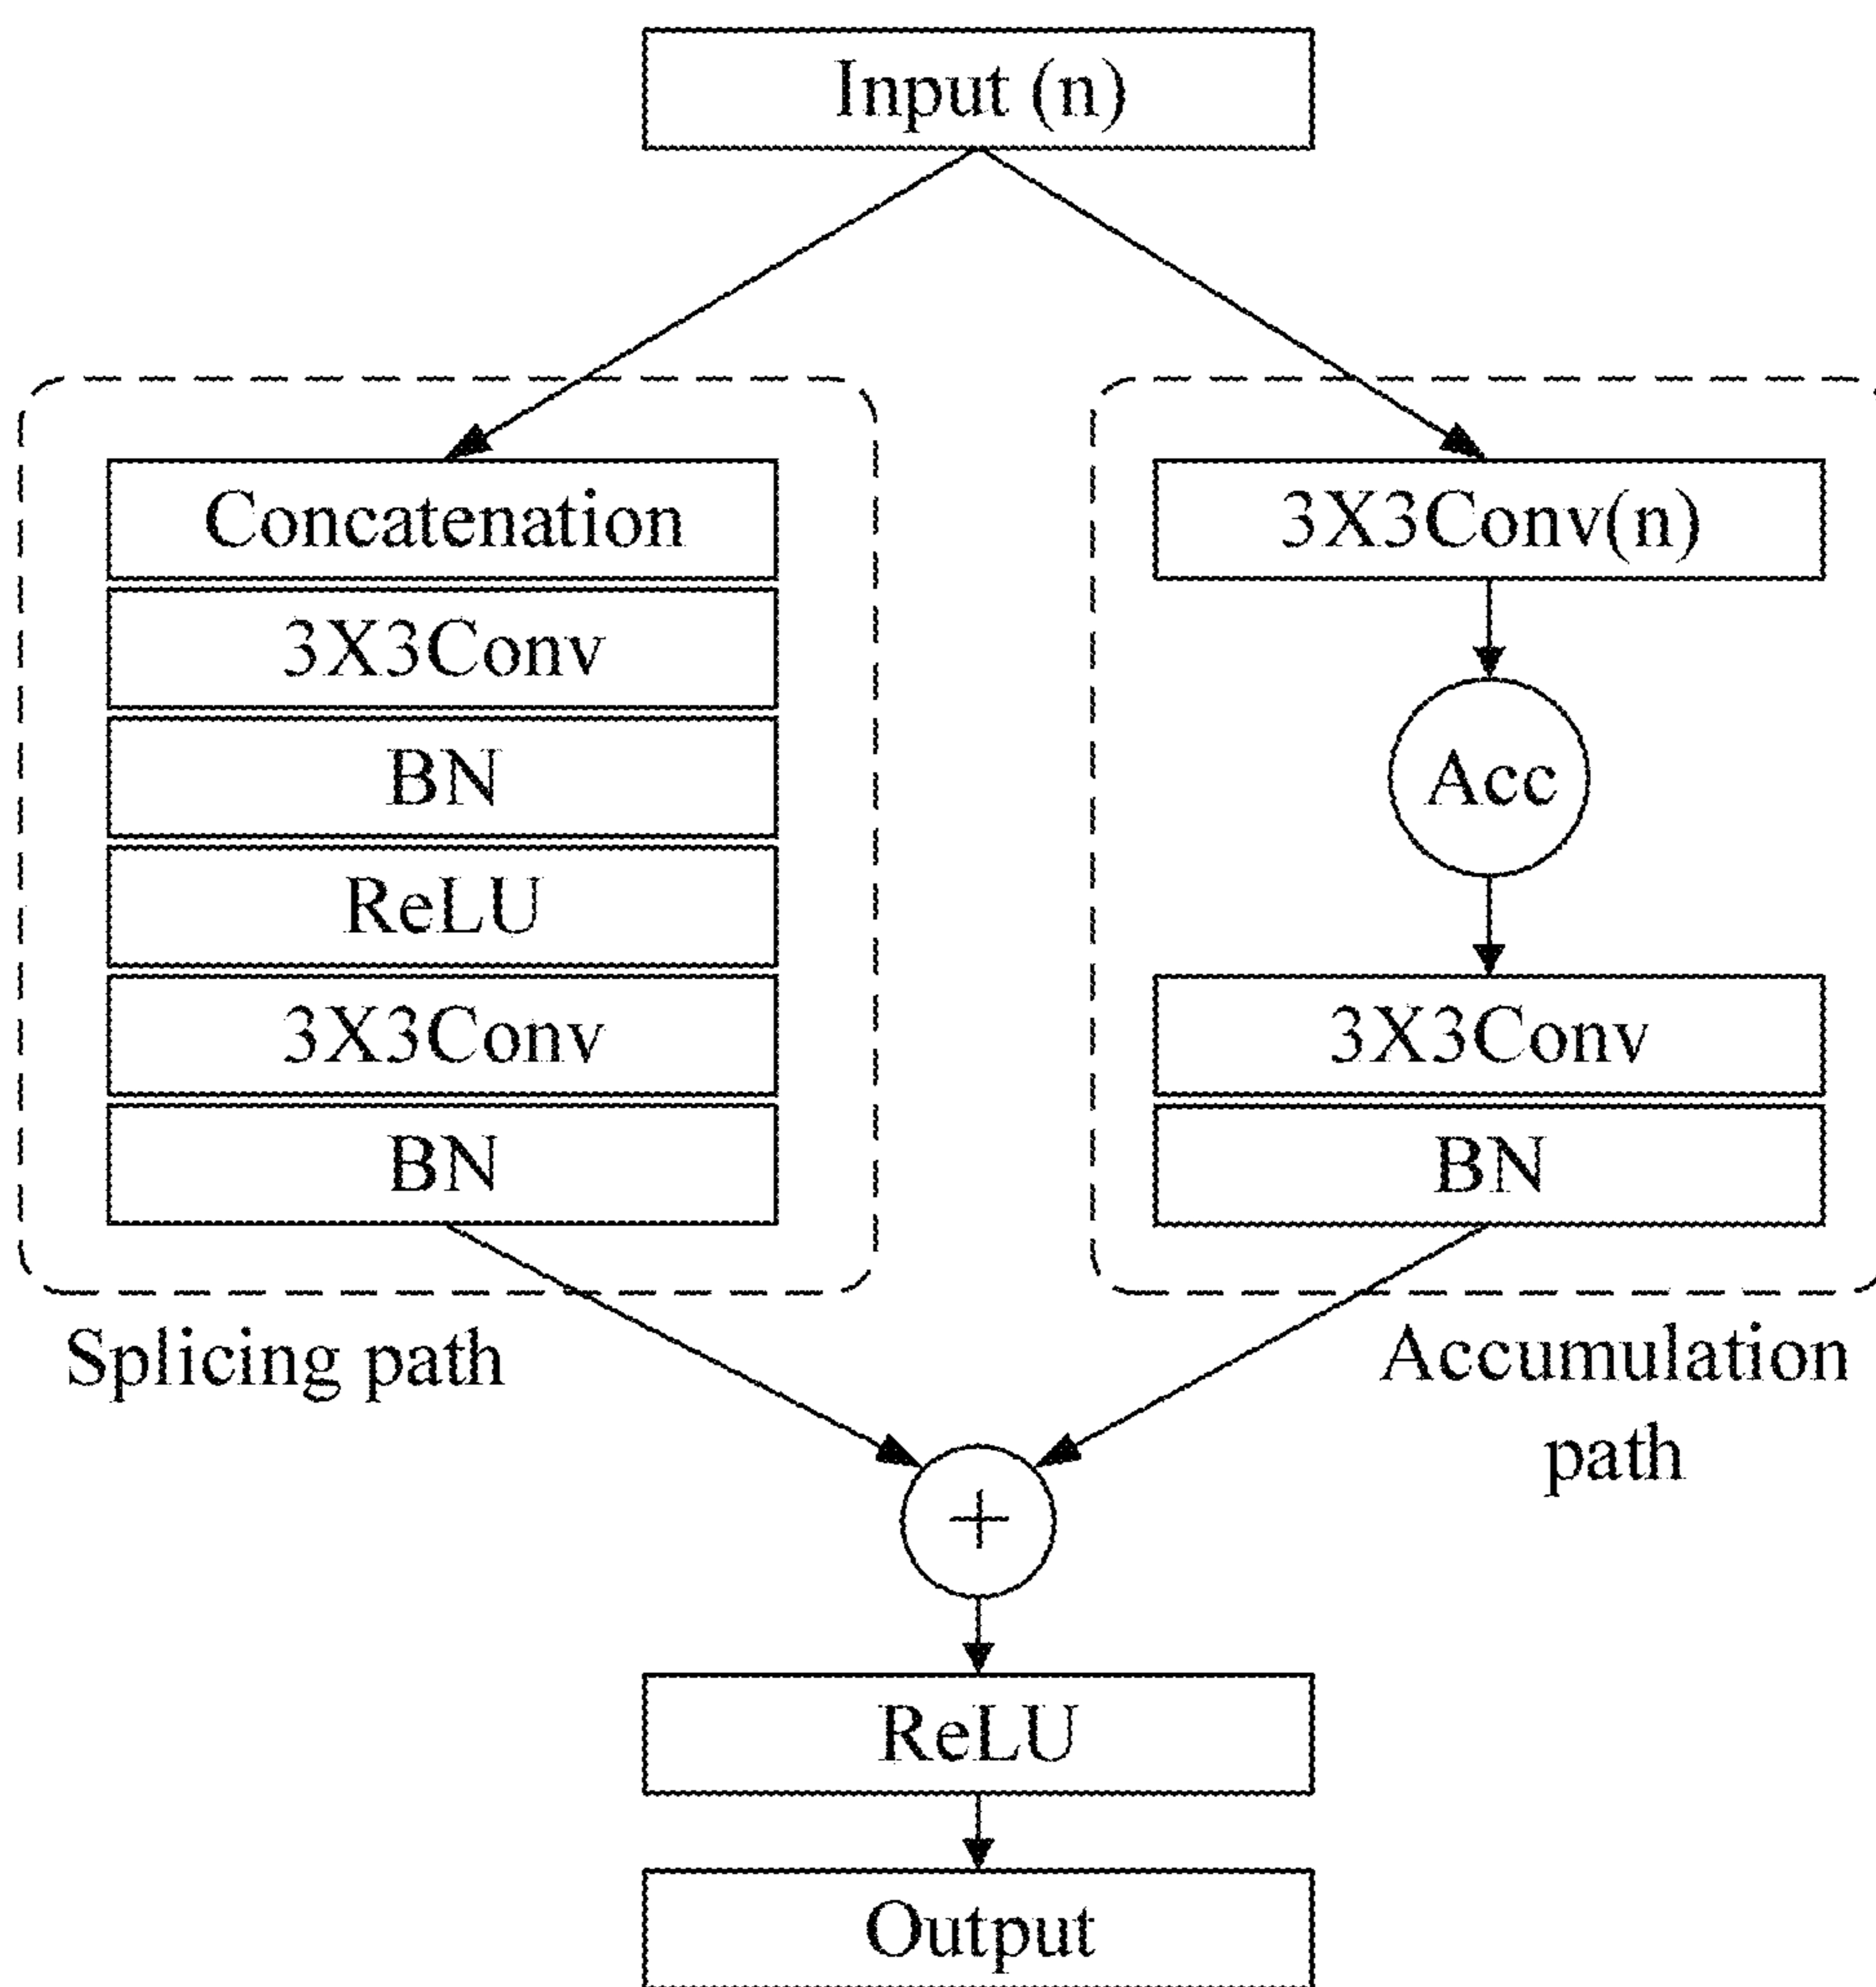 Input (n)
Concatenation
3X3Conv
BN
ReLU
3X3Conv
BN
Splicing path
3X3Conv(n)
Acc
3X3Conv
BN
Accumulation
path
+
ReLU
Output